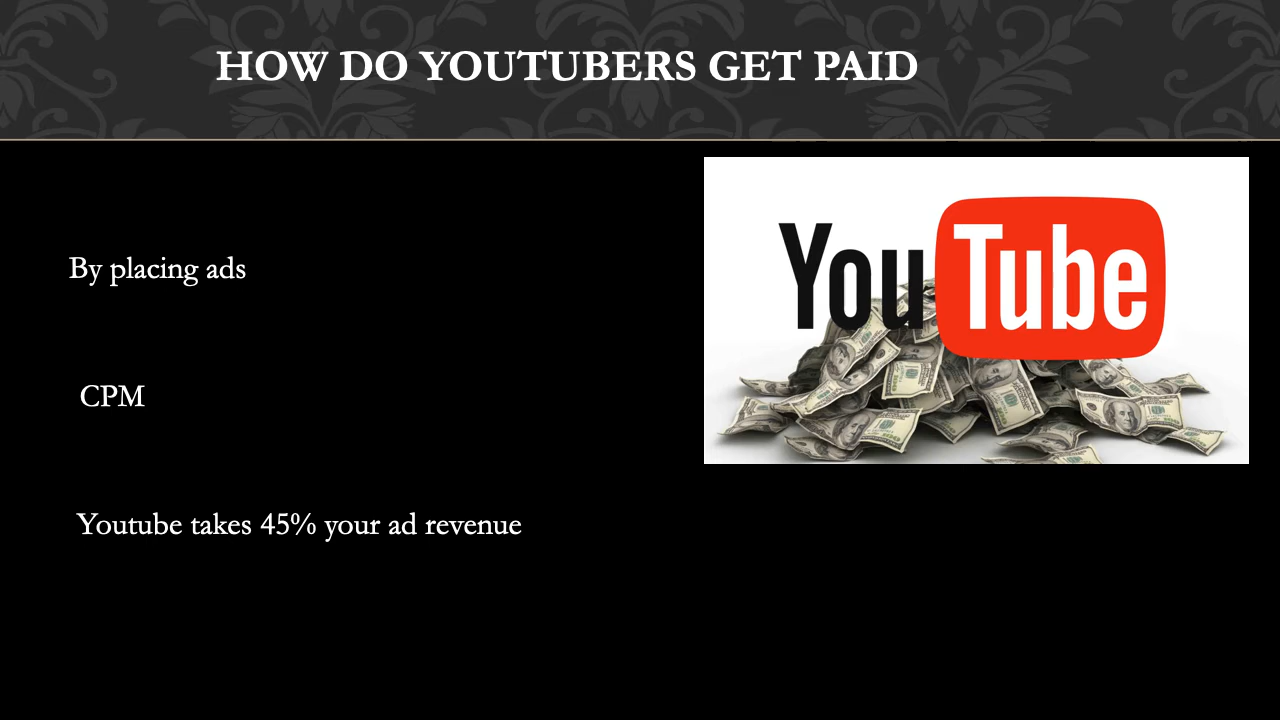 HOW DO YOUTUBERS GET PAID
By placing ads
CPM
Youtube takes 45% your ad revenue
YouTube